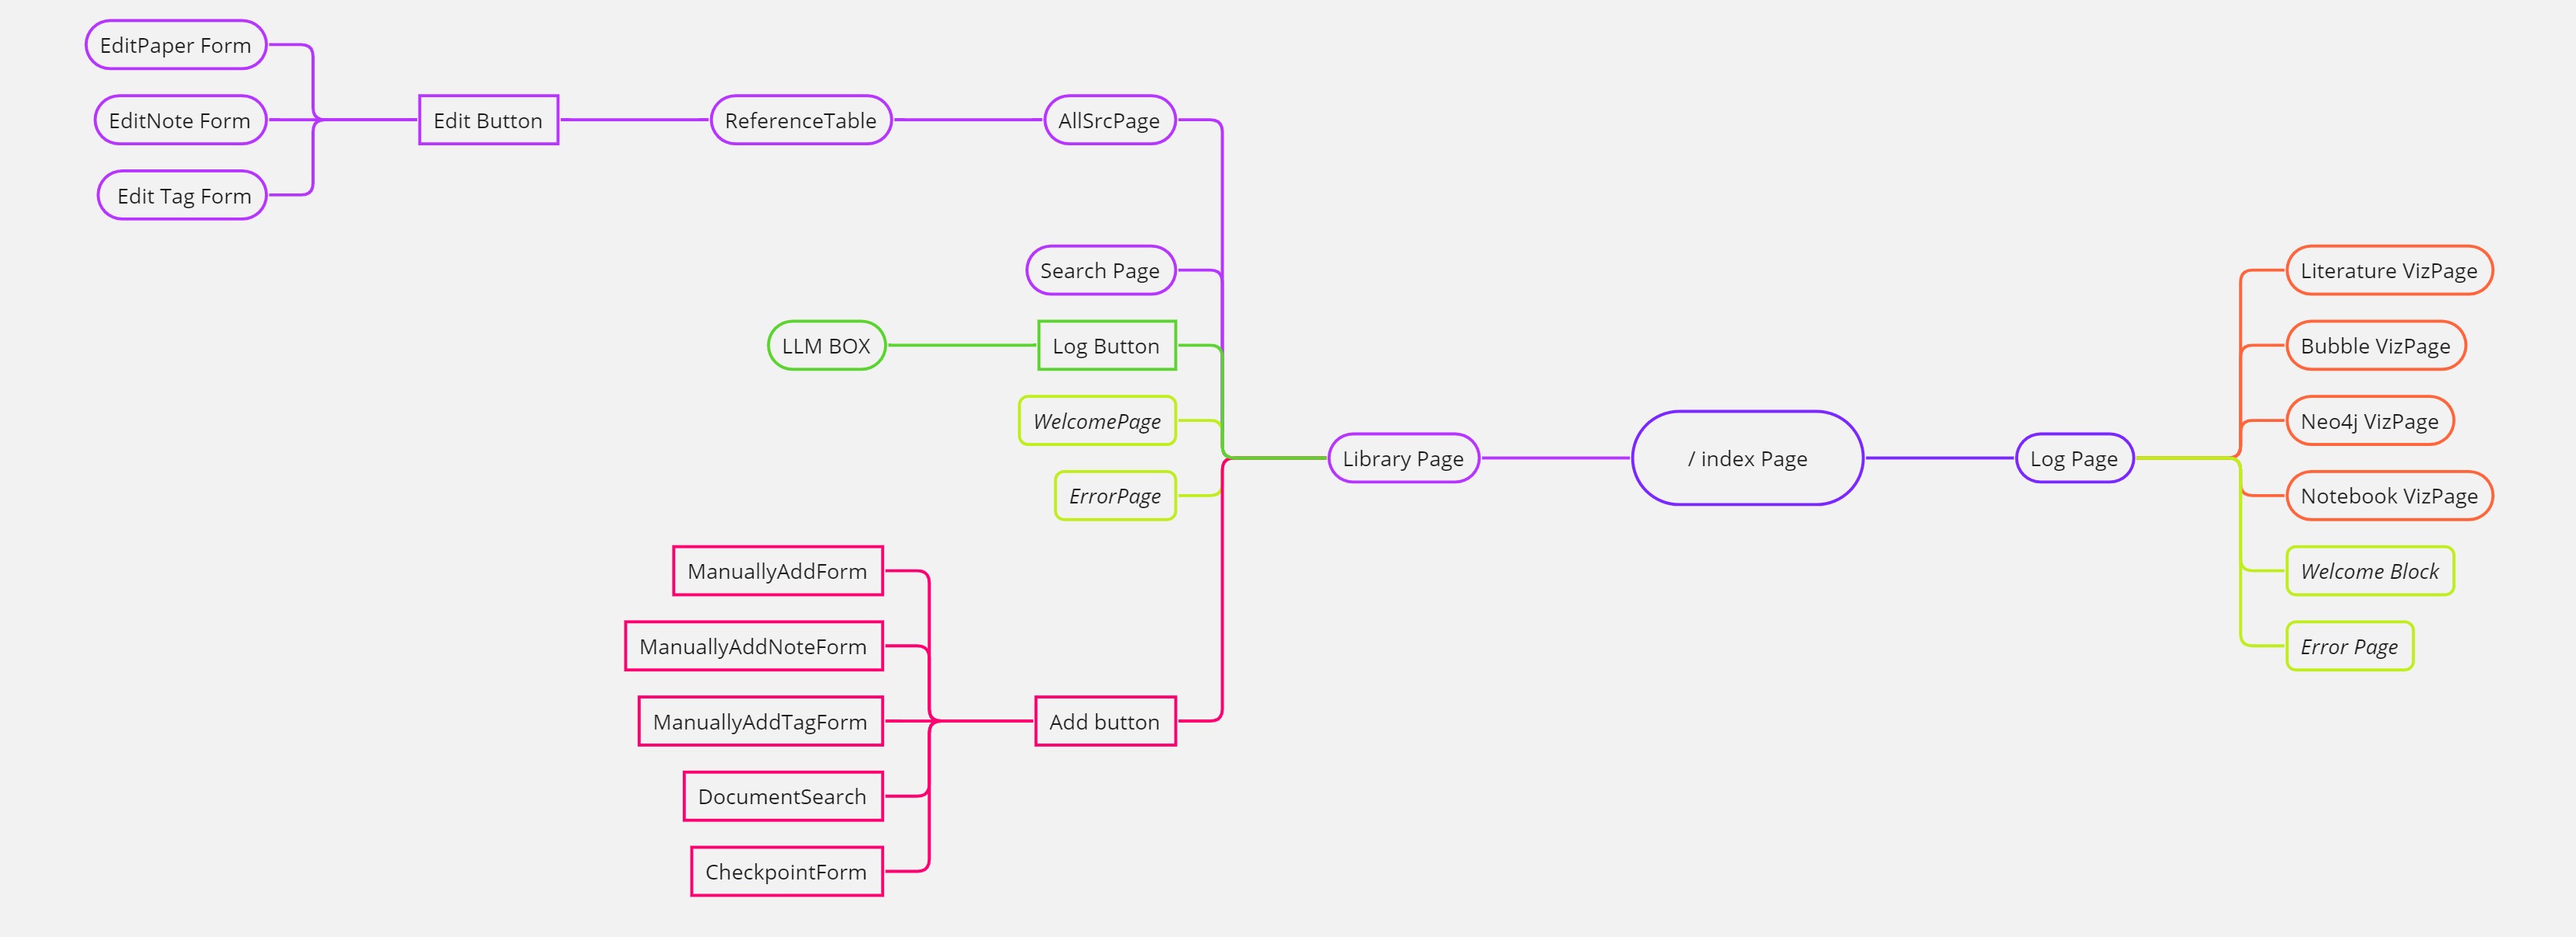 EditPaper Form
EditNote Form
Edit Button
ReferenceTable
AllSrcPage
Edit Tag Form
Search Page
LLM BOX
Log Button
WelcomePage
ErrorPage
ManuallyAddForm
ManuallyAddNoteForm
ManuallyAddTagForm
Add button
DocumentSearch
CheckpointForm
Library Page
/ index Page
Log Page
Literature VizPage
Bubble VizPage
Neo4j VizPage
Notebook VizPage
Welcome Block
Error Page